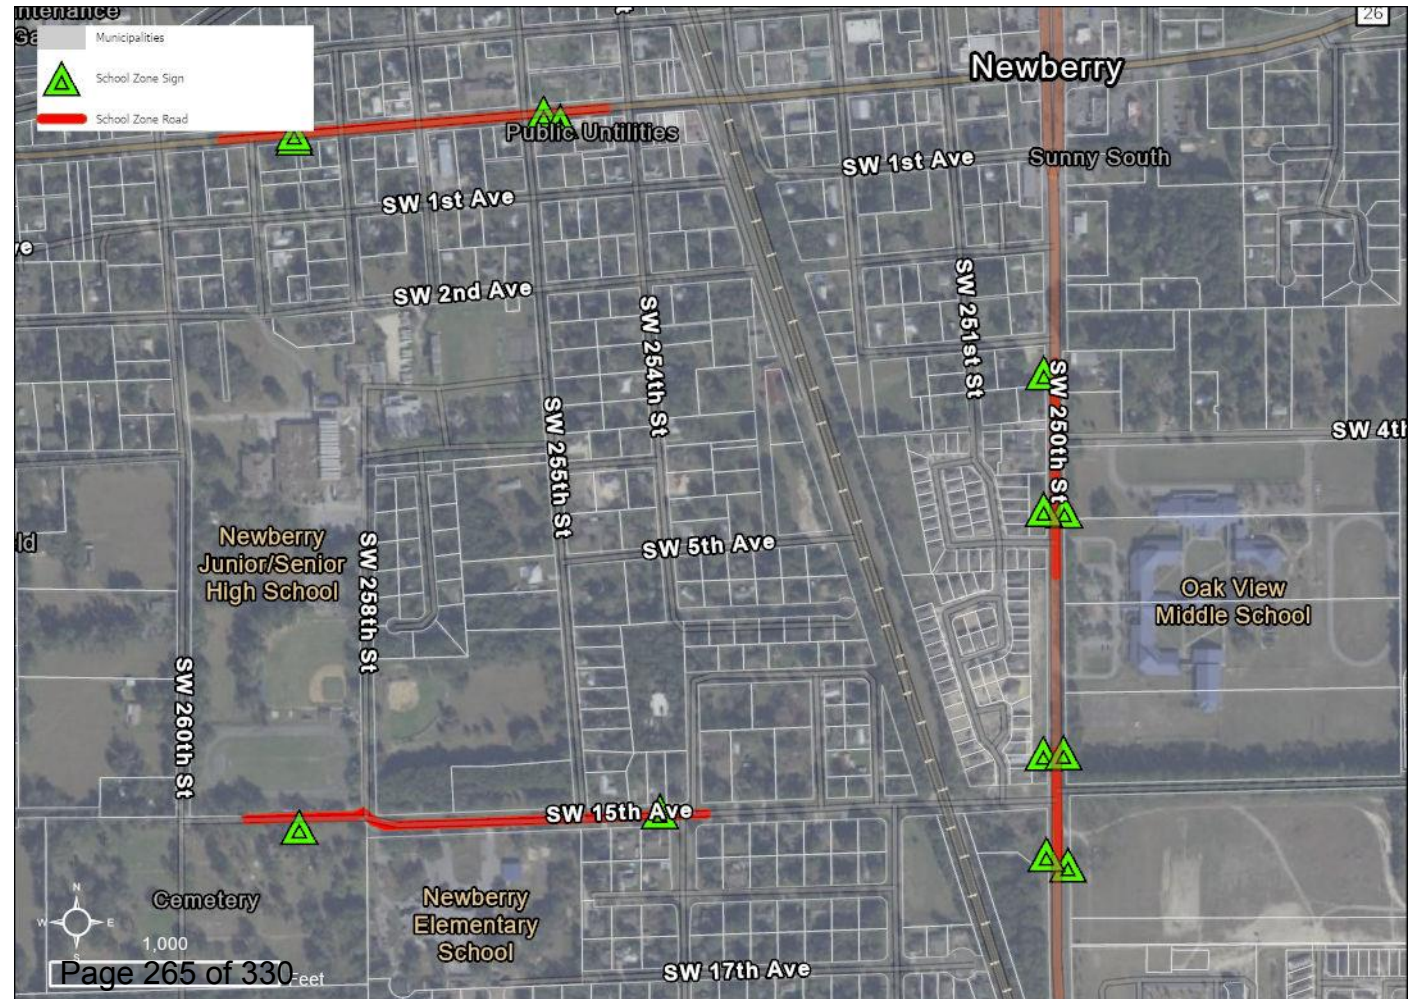 intenance
Ga
26
Municipalities
School Zone Sign
School Zone Road
Newberry
Public Untilities
SW 1st Ave
Sunny South
SW 1st Ave
SW 2nd Ave
SW 251st St
SW 254th St
SW 250th St
SW 255th St
SW 4th
Newberry
Junior/Senior
High School
SW 258th St
SW 5th Ave
Oak View
Middle School
SW 260th St
SW 15th Ave
Cemetery
Newberry
Elementary
School
N
W
E
S
1,000
Feet
Page 265 of 330
SW 17th Ave